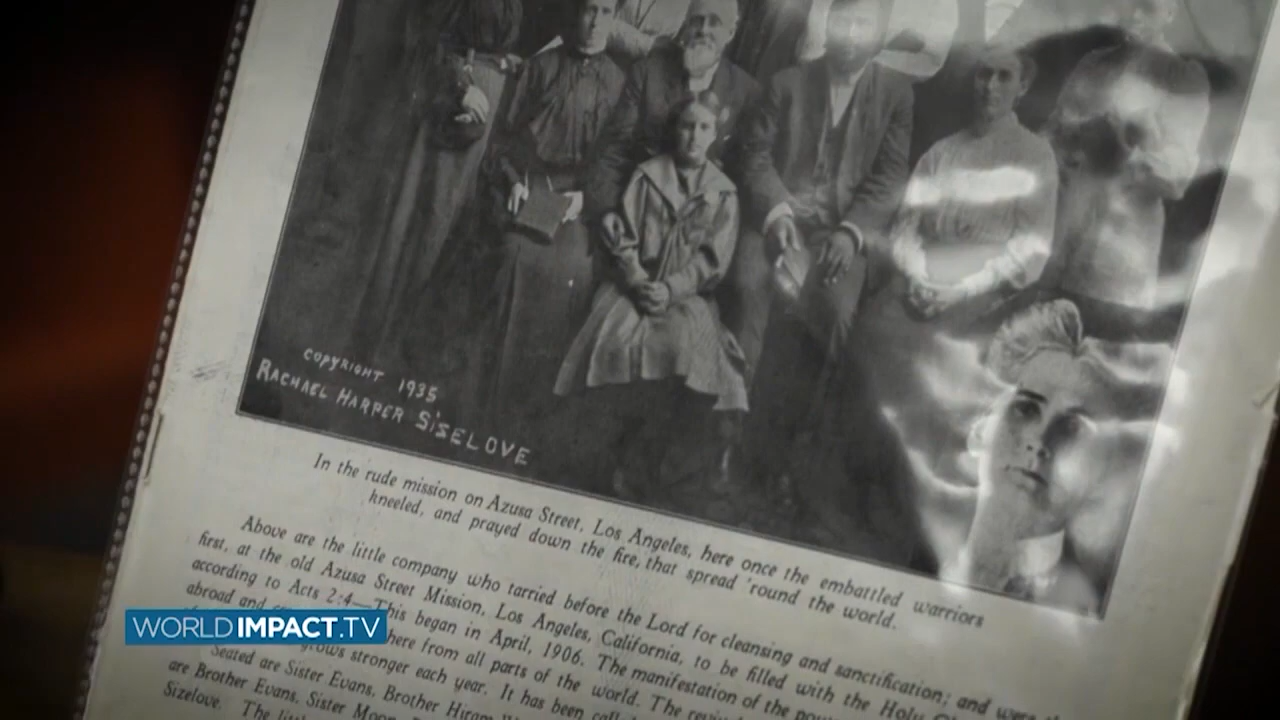 COPYRIGHT 1935
RACHAEL HARPER SIZELOVE
In the rude mission on Azusa Street, Los Angeles, here once the embattled warriors
kneeled, and prayed down the fire, that spread 'round the world.
Above are the little company who tarried before the Lord for cleansing and sanctification; and were the
first, at the old Azusa Street Mission, Los Angeles, California, to be filled with the Holy
according to Acts 2:4—This began in April, 1906. The manifestation of the
abroad and here from all parts of the world. The
grows stronger each year. It has been
Seated are Sister Evans, Brother Hiram
are Brother Evans, Sister
Sizelove. The
WORLDIMPACT.TV